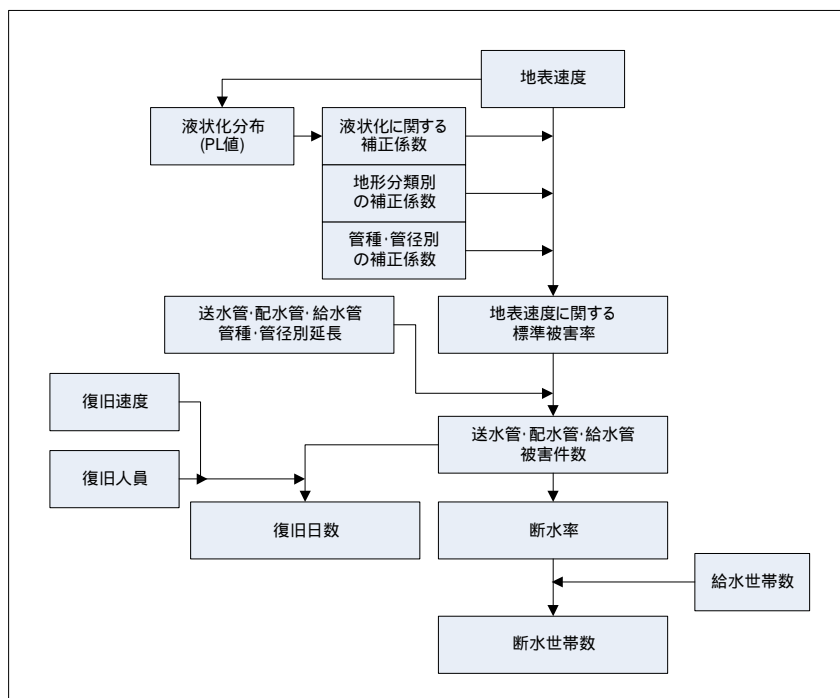 地表速度
液状化分布
(PL値)
液状化に関する
補正係数
地形分類別
の補正係数
管種･管径別
の補正係数
送水管･配水管･給水管
管種･管径別延長
地表速度に関する
標準被害率
復旧速度
送水管･配水管･給水管
被害件数
復旧人員
復旧日数
断水率
給水世帯数
断水世帯数